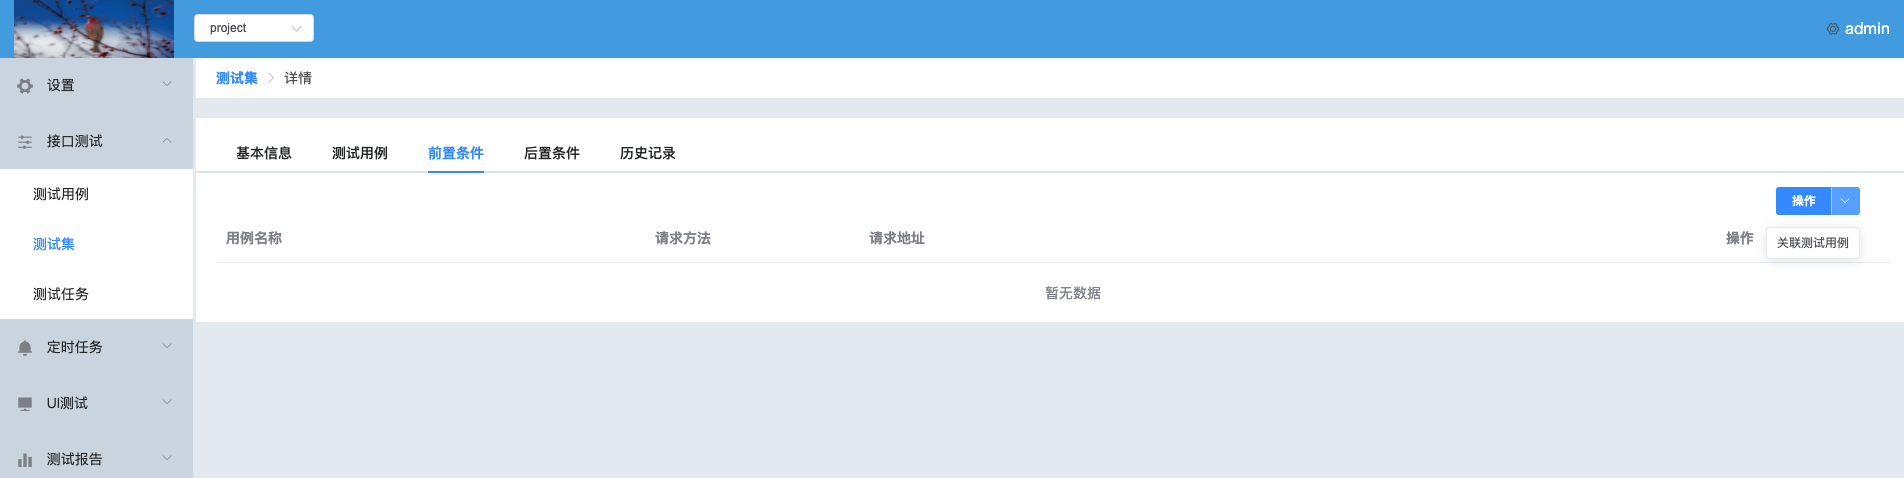 project
admin
设置
接口测试
测试用例
测试集
测试任务
定时任务
UI测试
测试报告
测试集 > 详情
基本信息 测试用例 前置条件 后置条件 历史记录
操作
用例名称 请求方法 请求地址 操作
关联测试用例
暂无数据